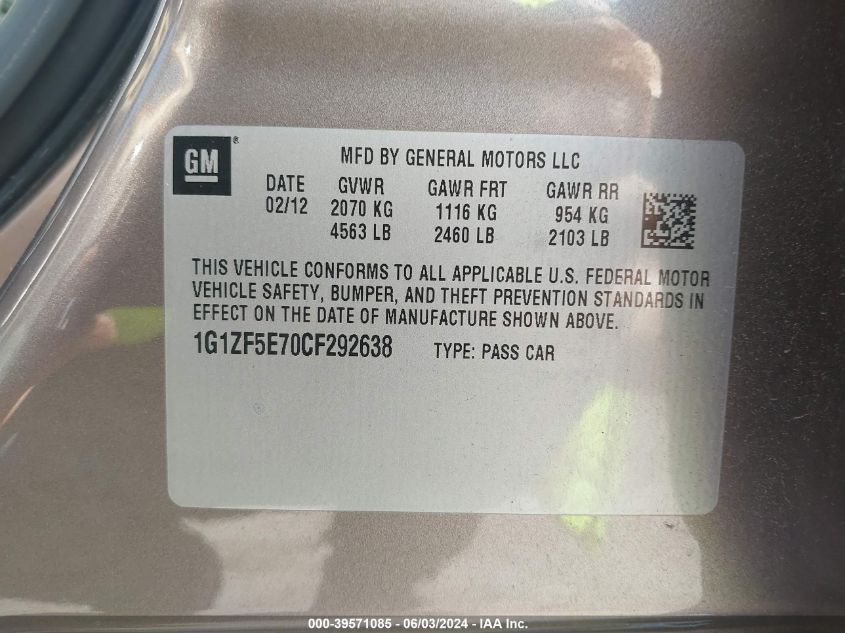 GM ®
MFD BY GENERAL MOTORS LLC
DATE GVWR GAWR FRT GAWR RR
02/12 2070 KG 1116 KG 954 KG
4563 LB 2460 LB 2103 LB
THIS VEHICLE CONFORMS TO ALL APPLICABLE U.S. FEDERAL MOTOR
VEHICLE SAFETY, BUMPER, AND THEFT PREVENTION STANDARDS IN
EFFECT ON THE DATE OF MANUFACTURE SHOWN ABOVE.
1G1ZF5E70CF292638 TYPE: PASS CAR
000-39571085 - 06/03/2024 - IAA Inc.